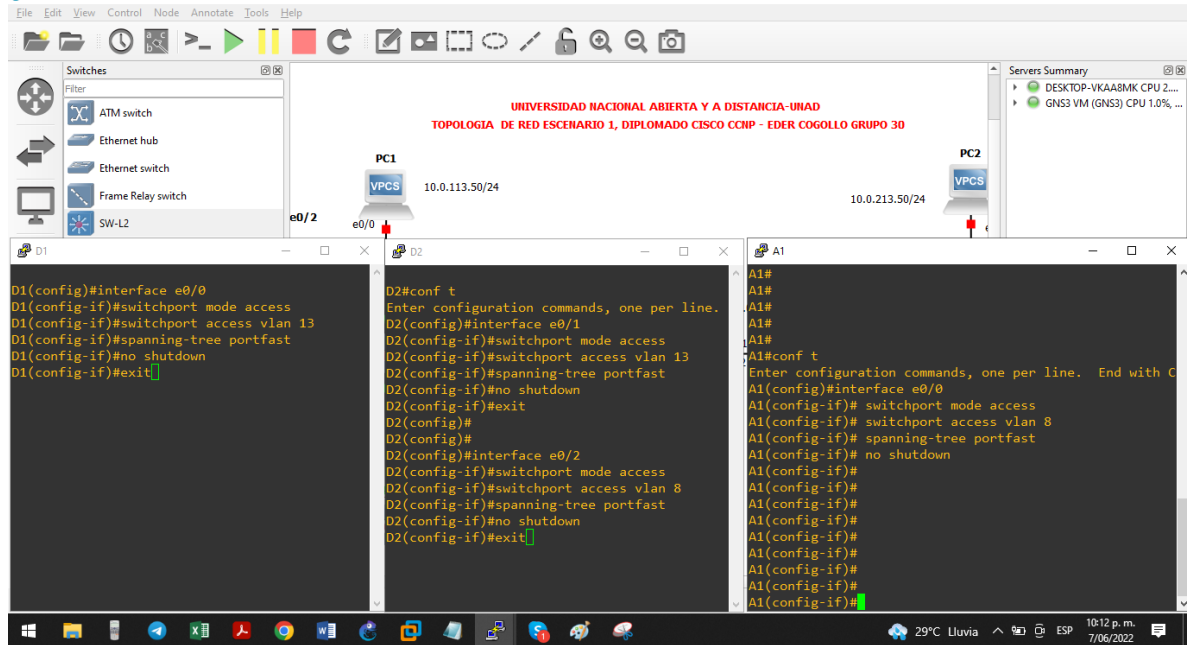 File Edit View Control Node Annotate Tools Help
Switches
Filter
ATM switch
Ethernet hub
Ethernet switch
Frame Relay switch
SW-L2
UNIVERSIDAD NACIONAL ABIERTA Y A DISTANCIA-UNAD
TOPOLOGIA DE RED ESCENARIO 1, DIPLOMADO CISCO CCNP - EDER COGOLLO GRUPO 30
PC1
VPCS
10.0.113.50/24
e0/2
e0/0
PC2
VPCS
10.0.213.50/24
Servers Summary
DESKTOP-VKAA8MK CPU 2....
GNS3 VM (GNS3) CPU 1.0%, ...
D1
D1(config)#interface e0/0
D1(config-if)#switchport mode access
D1(config-if)#switchport access vlan 13
D1(config-if)#spanning-tree portfast
D1(config-if)#no shutdown
D1(config-if)#exit
D2
D2#conf t
Enter configuration commands, one per line.
D2(config)#interface e0/1
D2(config-if)#switchport mode access
D2(config-if)#switchport access vlan 13
D2(config-if)#spanning-tree portfast
D2(config-if)#no shutdown
D2(config-if)#exit
D2(config)#
D2(config)#
D2(config)#interface e0/2
D2(config-if)#switchport mode access
D2(config-if)#switchport access vlan 8
D2(config-if)#spanning-tree portfast
D2(config-if)#no shutdown
D2(config-if)#exit
A1
A1#
A1#
A1#
A1#
A1#
A1#conf t
Enter configuration commands, one per line. End with C
A1(config)#interface e0/0
A1(config-if)# switchport mode access
A1(config-if)# switchport access vlan 8
A1(config-if)# spanning-tree portfast
A1(config-if)# no shutdown
A1(config-if)#
A1(config-if)#
A1(config-if)#
A1(config-if)#
A1(config-if)#
A1(config-if)#
A1(config-if)#
A1(config-if)#
A1(config-if)#
29°C Lluvia
ESP
10:12 p. m.
7/06/2022